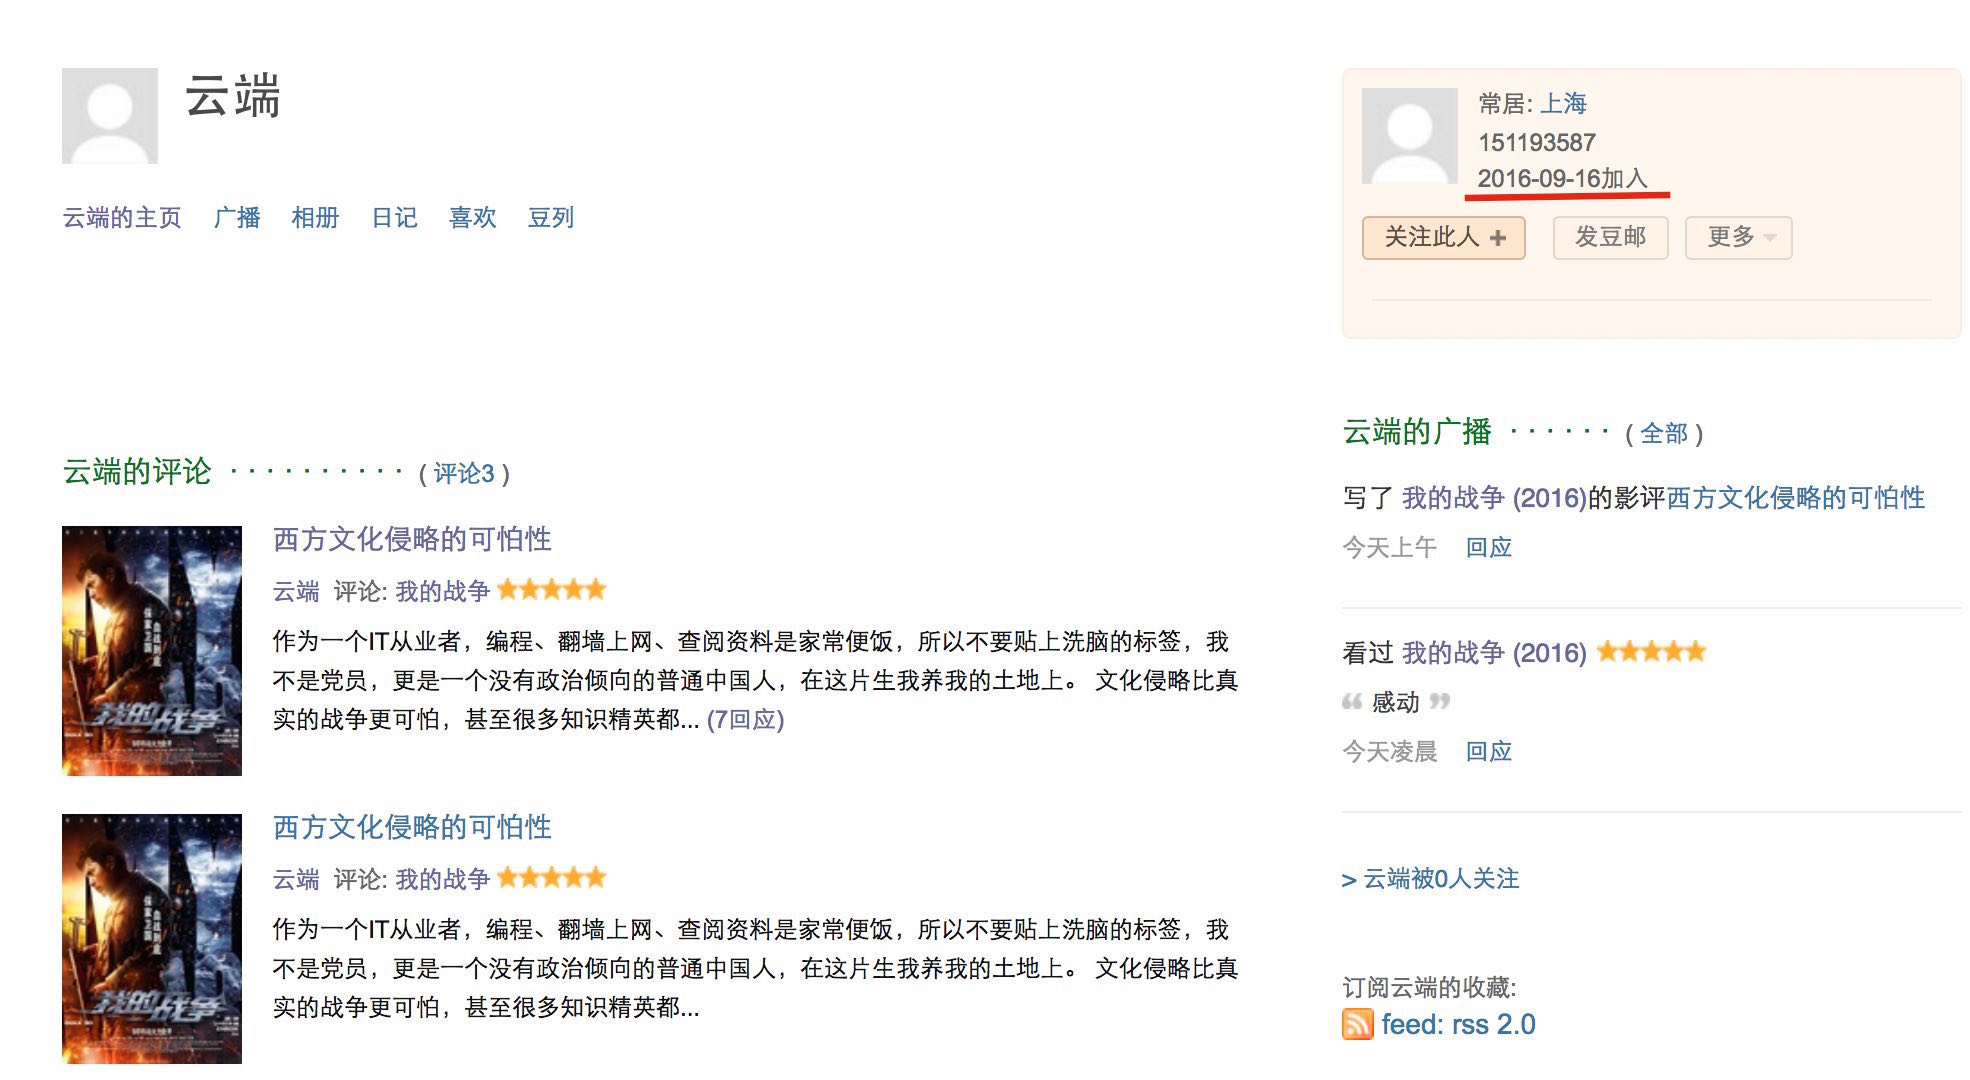 云端
云端的主页 广播 相册 日记 喜欢 豆列
云端的评论 · · · · · · · · · · ( 评论3 )
西方文化侵略的可怕性
云端 评论: 我的战争
作为一个IT从业者，编程、翻墙上网、查阅资料是家常便饭，所以不要贴上洗脑的标签，我
不是党员，更是一个没有政治倾向的普通中国人，在这片生我养我的土地上。 文化侵略比真
实的战争更可怕，甚至很多知识精英都... (7回应)
我的战争
保家卫国
西方文化侵略的可怕性
云端 评论: 我的战争
作为一个IT从业者，编程、翻墙上网、查阅资料是家常便饭，所以不要贴上洗脑的标签，我
不是党员，更是一个没有政治倾向的普通中国人，在这片生我养我的土地上。 文化侵略比真
实的战争更可怕，甚至很多知识精英都...
我的战争
保家卫国
常居: 上海
151193587
2016-09-16加入
关注此人 +
发豆邮
更多
云端的广播 · · · · · · ( 全部 )
写了 我的战争 (2016)的影评西方文化侵略的可怕性
今天上午 回应
看过 我的战争 (2016)
“ 感动 ”
今天凌晨 回应
> 云端被0人关注
订阅云端的收藏:
feed: rss 2.0